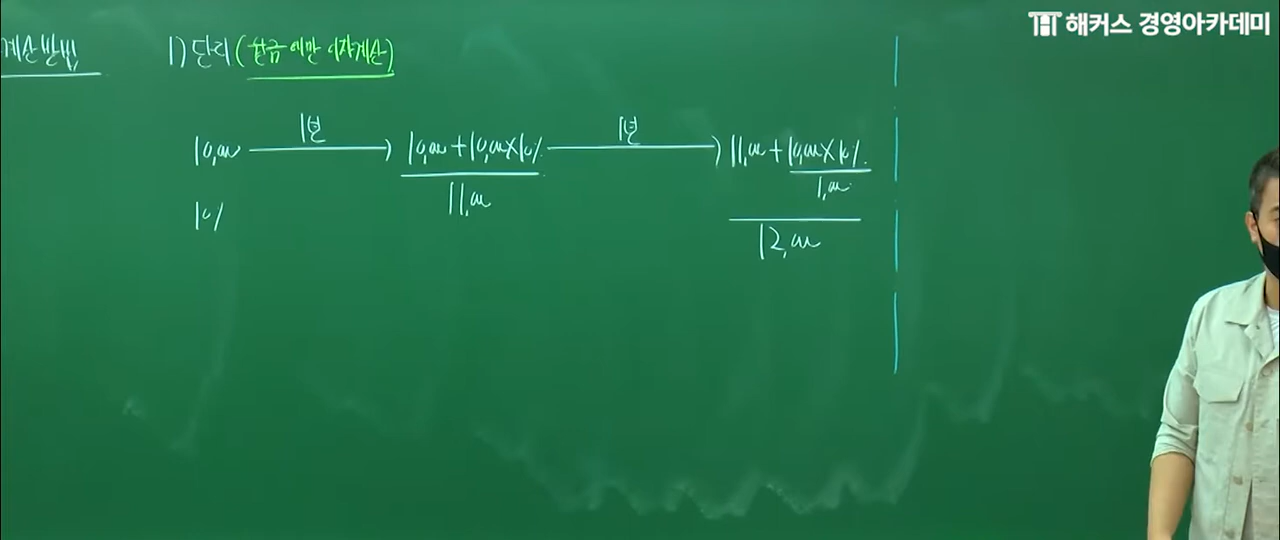 해커스 경영아카데미
계산방법
1) 단리 (원금에만 이자계산)
10,000 1년 10,000+10,000×10% 1년 11,000+10,000×10%
11,000 1,000
10%
12,000